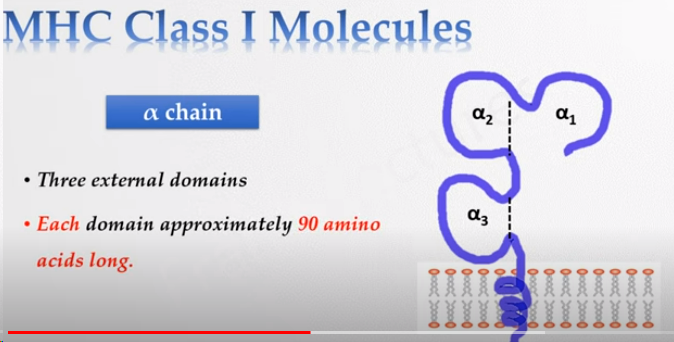 MHC Class I Molecules
α chain
α₂
α₁
• Three external domains
• Each domain approximately 90 amino
acids long.
α₃